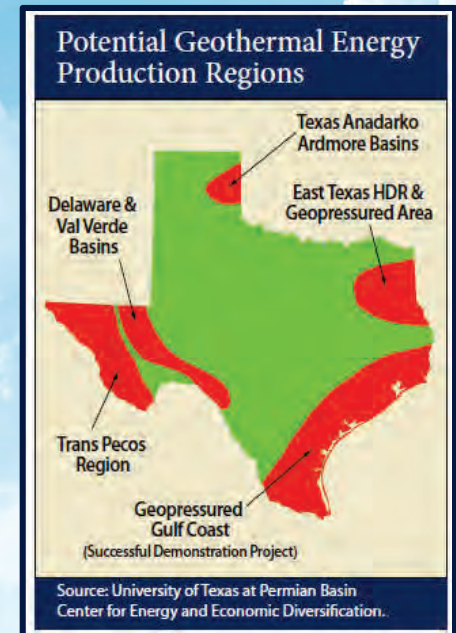 Potential Geothermal Energy
Production Regions
Texas Anadarko
Ardmore Basins
East Texas HDR &
Geopressured Area
Delaware &
Val Verde
Basins
Trans Pecos
Region
Geopressured
Gulf Coast
(Successful Demonstration Project)
Source: University of Texas at Permian Basin
Center for Energy and Economic Diversification.